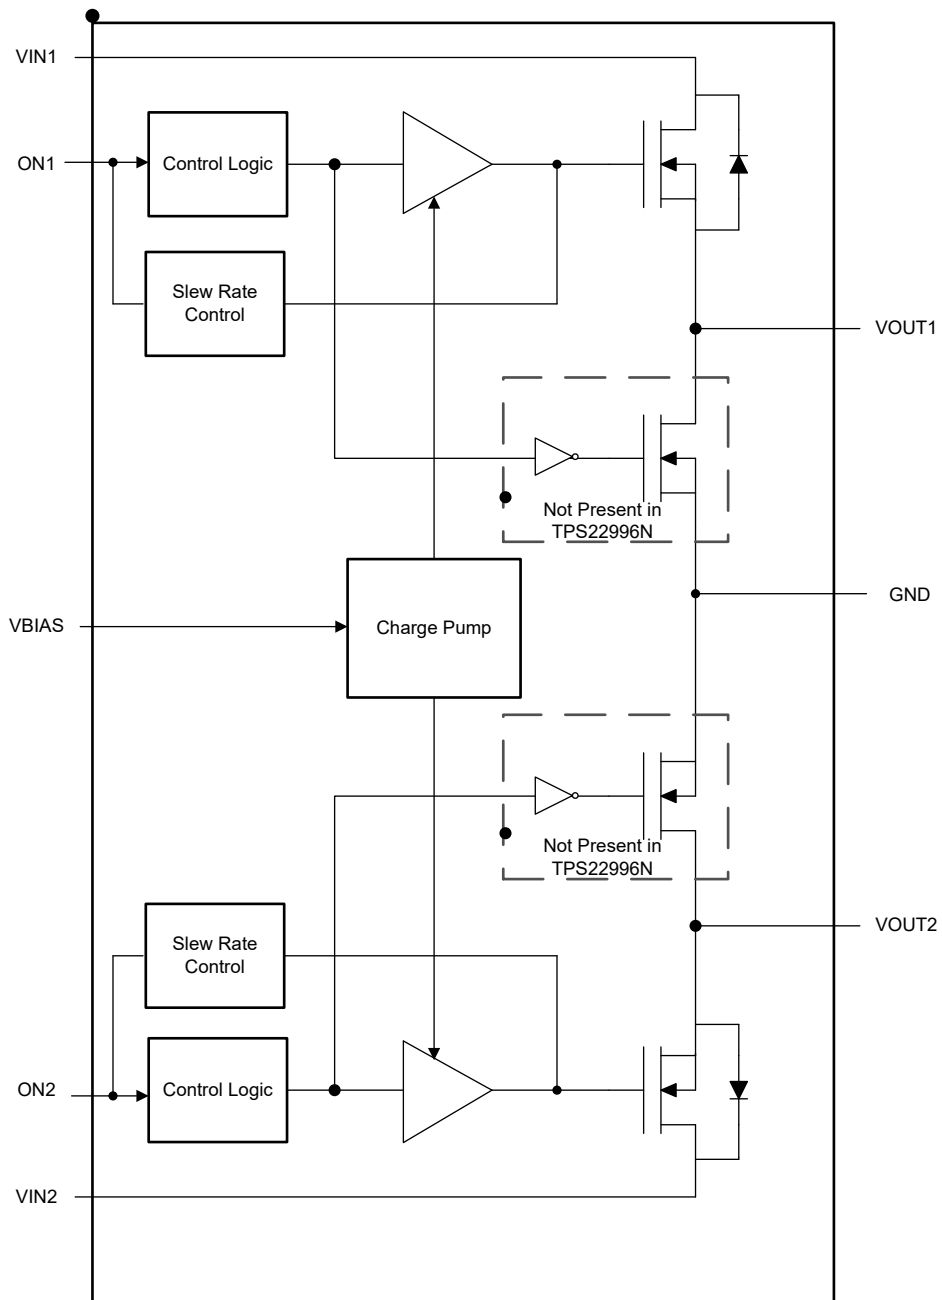 VIN1
ON1
Control Logic
Slew Rate
Control
VOUT1
Not Present in
TPS22996N
GND
VBIAS
Charge Pump
Not Present in
TPS22996N
VOUT2
Slew Rate
Control
ON2
Control Logic
VIN2